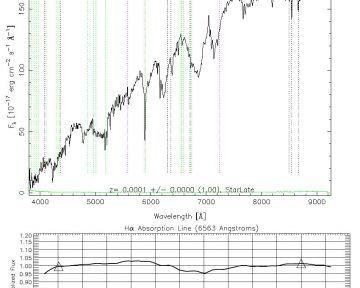 150
100
50
0
F_λ [10⁻¹⁷ erg cm⁻² s⁻¹ Å⁻¹]
z= 0.0001 +/- 0.0000 (1.00), StarLate
4000 5000 6000 7000 8000 9000
Wavelength [Å]
Hα Absorption Line (6563 Angstroms)
1.20
1.15
1.10
1.05
1.00
0.95
0.90
Flux